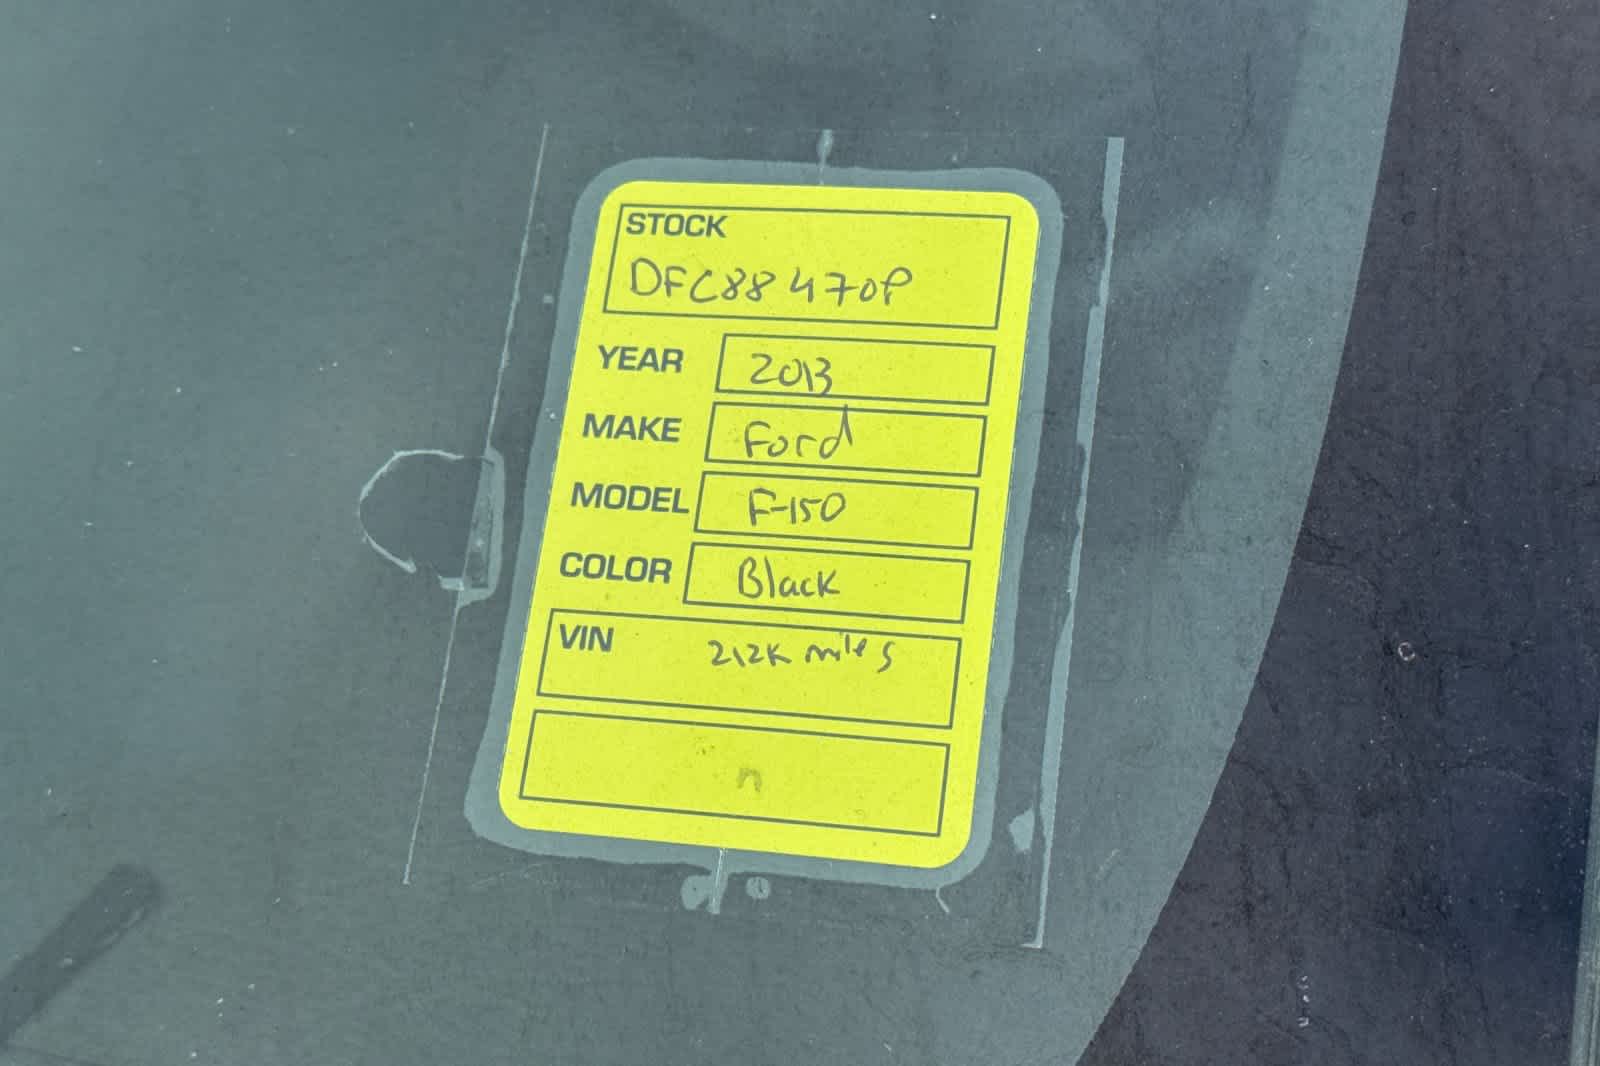 STOCK
DFC88470P
YEAR 2013
MAKE Ford
MODEL F-150
COLOR Black
VIN 212K miles
n